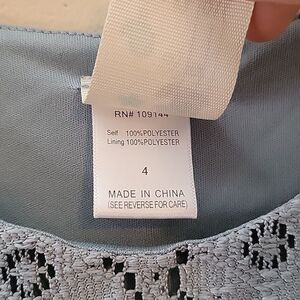 RN# 109144
Self 100%POLYESTER
Lining 100%POLYESTER
4
MADE IN CHINA
(SEE REVERSE FOR CARE)